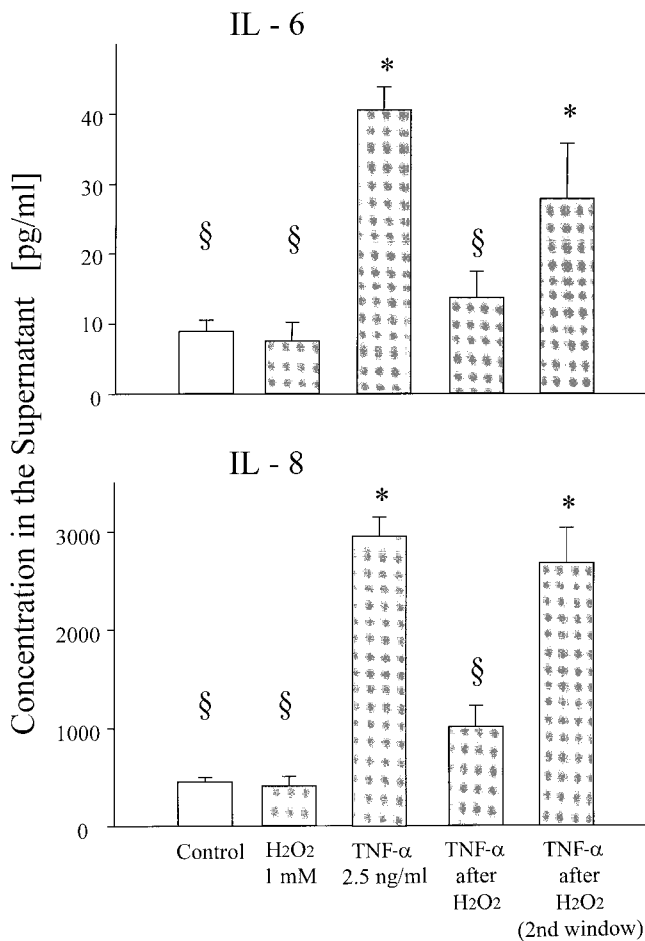 IL - 6
Concentration in the Supernatant [pg/ml]
*
*
40
30
§
§
§
20
10
0
IL - 8
*
*
3000
2000
§
§
§
1000
0
Control
H2O2
1 mM
TNF-α
2.5 ng/ml
TNF-α
after
H2O2
TNF-α
after
H2O2
(2nd window)